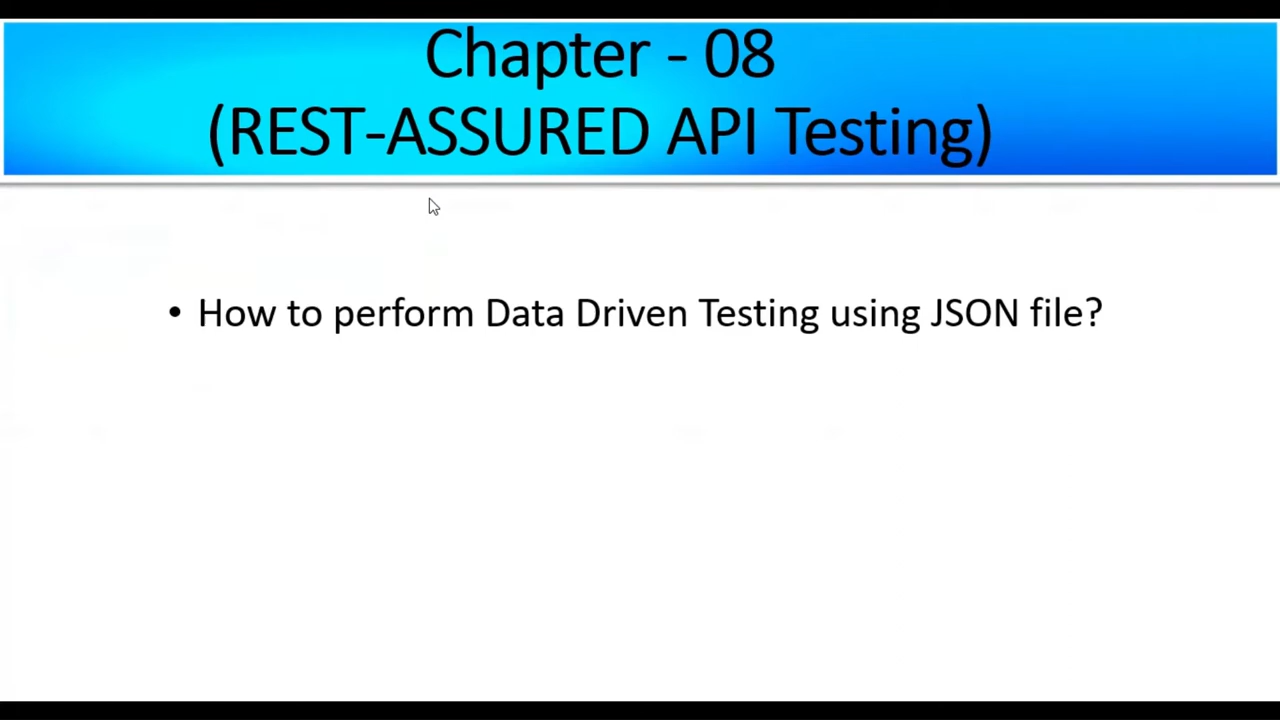 Chapter - 08
(REST-ASSURED API Testing)
• How to perform Data Driven Testing using JSON file?